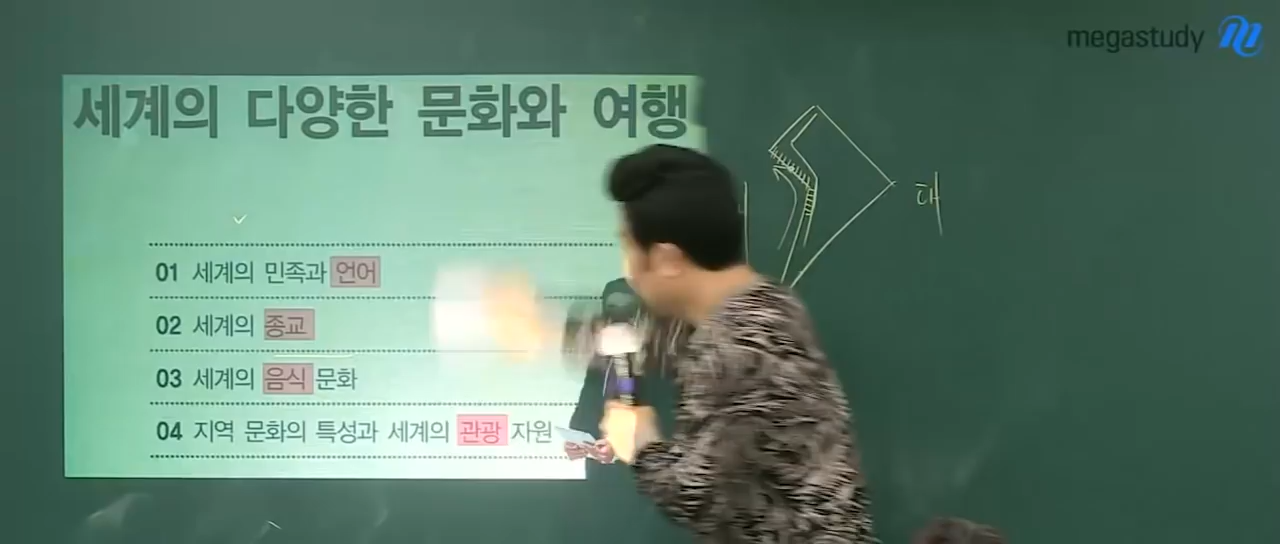 megastudy
세계의 다양한 문화와 여행
01 세계의 민족과 언어
02 세계의 종교
03 세계의 음식 문화
04 지역 문화의 특성과 세계의 관광 자원
대